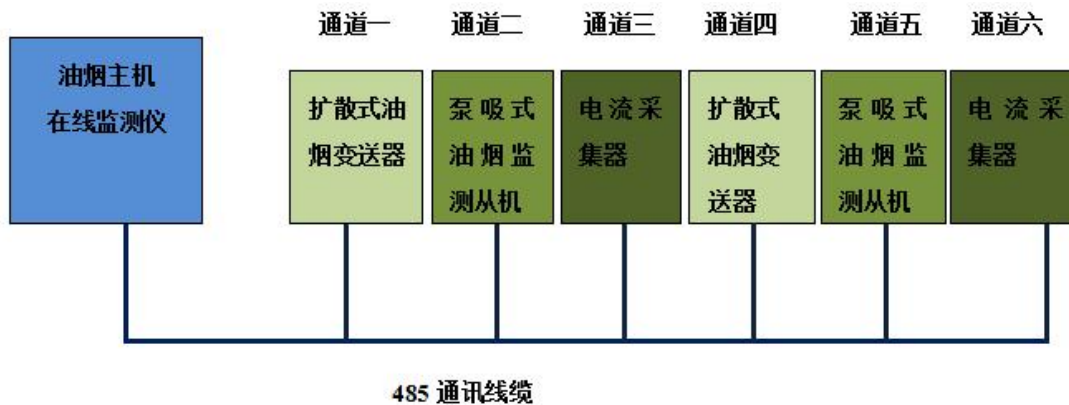 通道一 通道二 通道三 通道四 通道五 通道六
油烟主机
在线监测仪
扩散式油
烟变送器
泵吸式
油烟监
测从机
电流采
集器
扩散式
油烟变
送器
泵吸式
油烟监
测从机
电流采
集器
485 通讯线缆